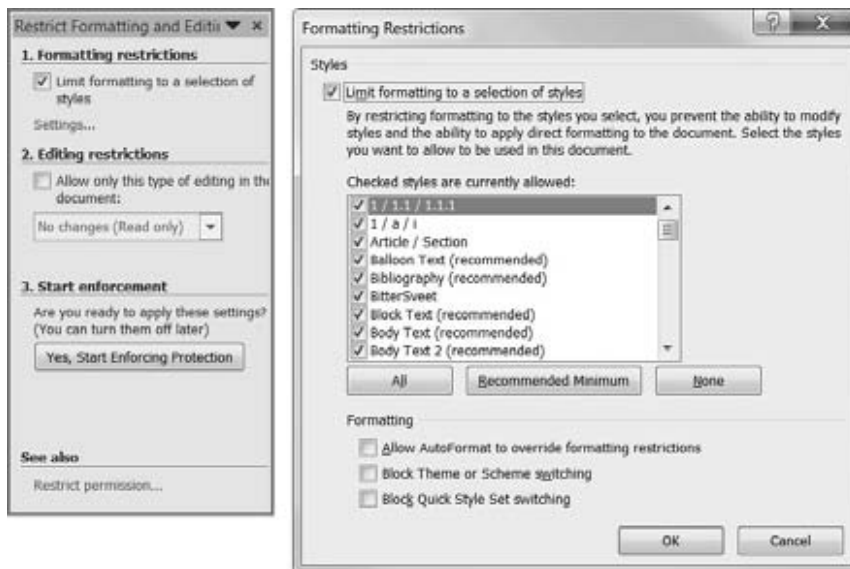 Restrict Formatting and Editi
1. Formatting restrictions
Limit formatting to a selection of
styles
Settings...
2. Editing restrictions
Allow only this type of editing in the
document:
No changes (Read only)
3. Start enforcement
Are you ready to apply these settings?
(You can turn them off later)
Yes, Start Enforcing Protection
See also
Restrict permission...
Formatting Restrictions
Styles
Limit formatting to a selection of styles
By restricting formatting to the styles you select, you prevent the ability to modify
styles and the ability to apply direct formatting to the document. Select the styles
you want to allow to be used in this document.
Checked styles are currently allowed:
1 / 1.1 / 1.1.1
1 / a / i
Article / Section
Balloon Text (recommended)
Bibliography (recommended)
BitterSveet
Block Text (recommended)
Body Text (recommended)
Body Text 2 (recommended)
All
Recommended Minimum
None
Formatting
Allow AutoFormat to override formatting restrictions
Block Theme or Scheme switching
Block Quick Style Set switching
OK
Cancel